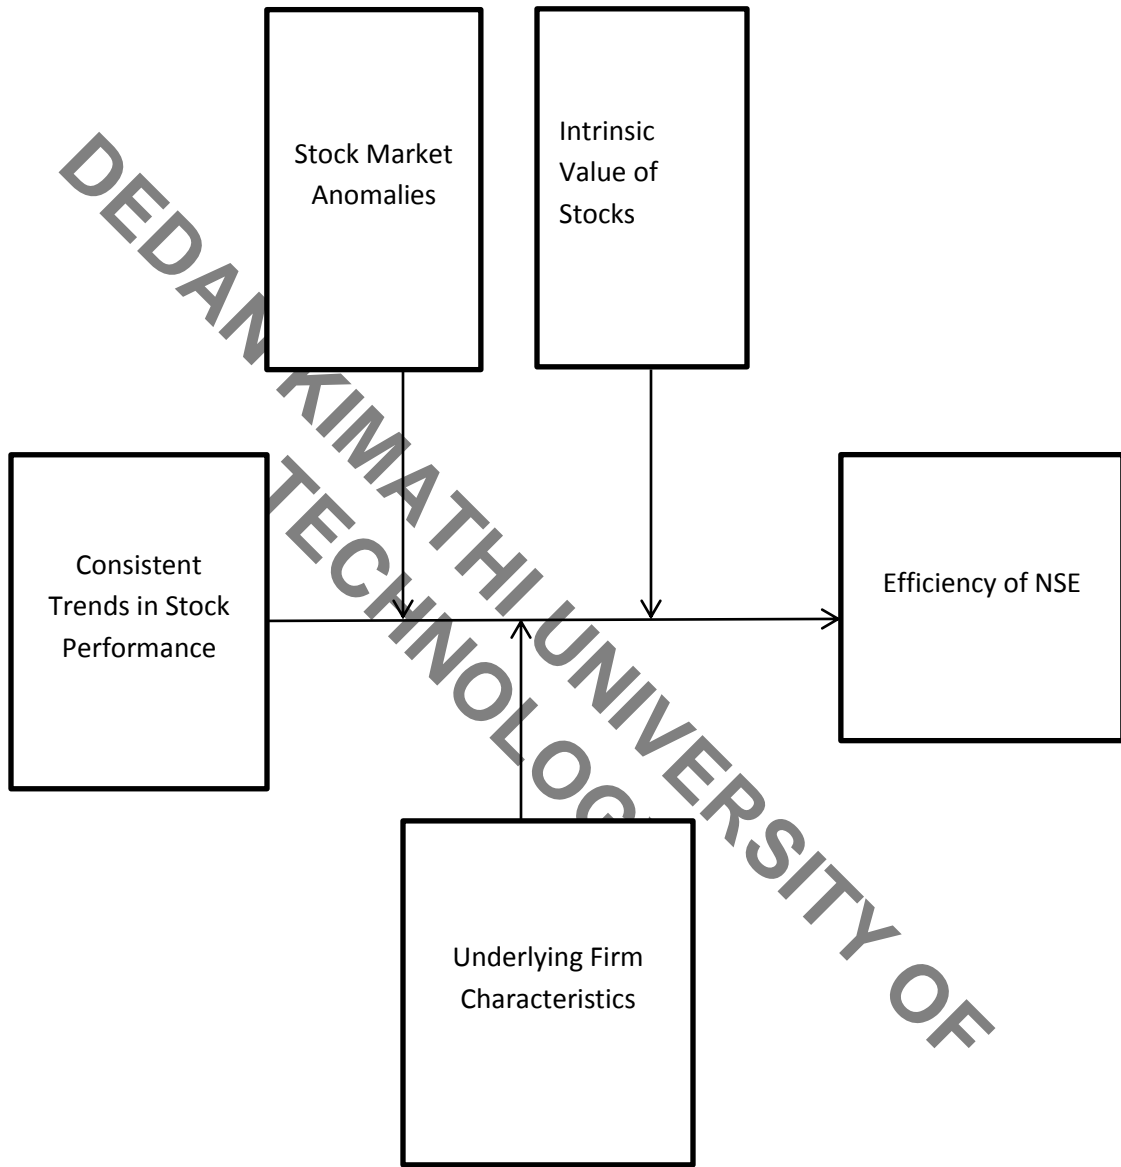 Stock Market
Anomalies
Intrinsic
Value of
Stocks
Consistent
Trends in Stock
Performance
Efficiency of NSE
Underlying Firm
Characteristics
DEDAN KIMATHI UNIVERSITY OF
TECHNOLOGY